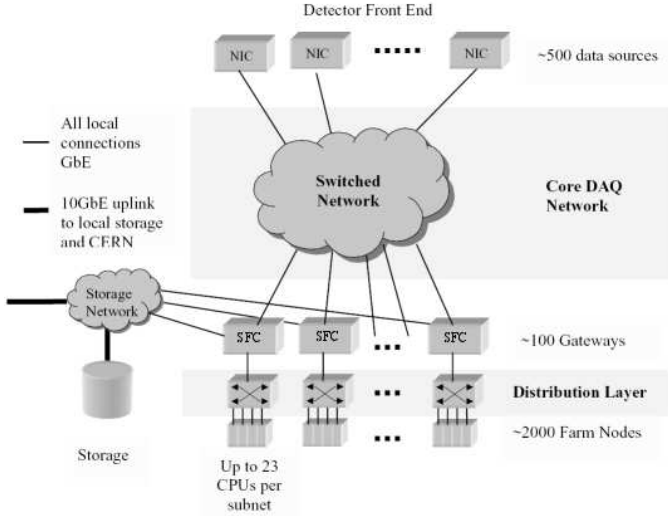 Detector Front End
NIC
NIC
NIC
~500 data sources
All local
connections
GbE
10GbE uplink
to local storage
and CERN
Switched
Network
Core DAQ
Network
Storage
Network
SFC
SFC
SFC
~100 Gateways
Distribution Layer
~2000 Farm Nodes
Storage
Up to 23
CPUs per
subnet